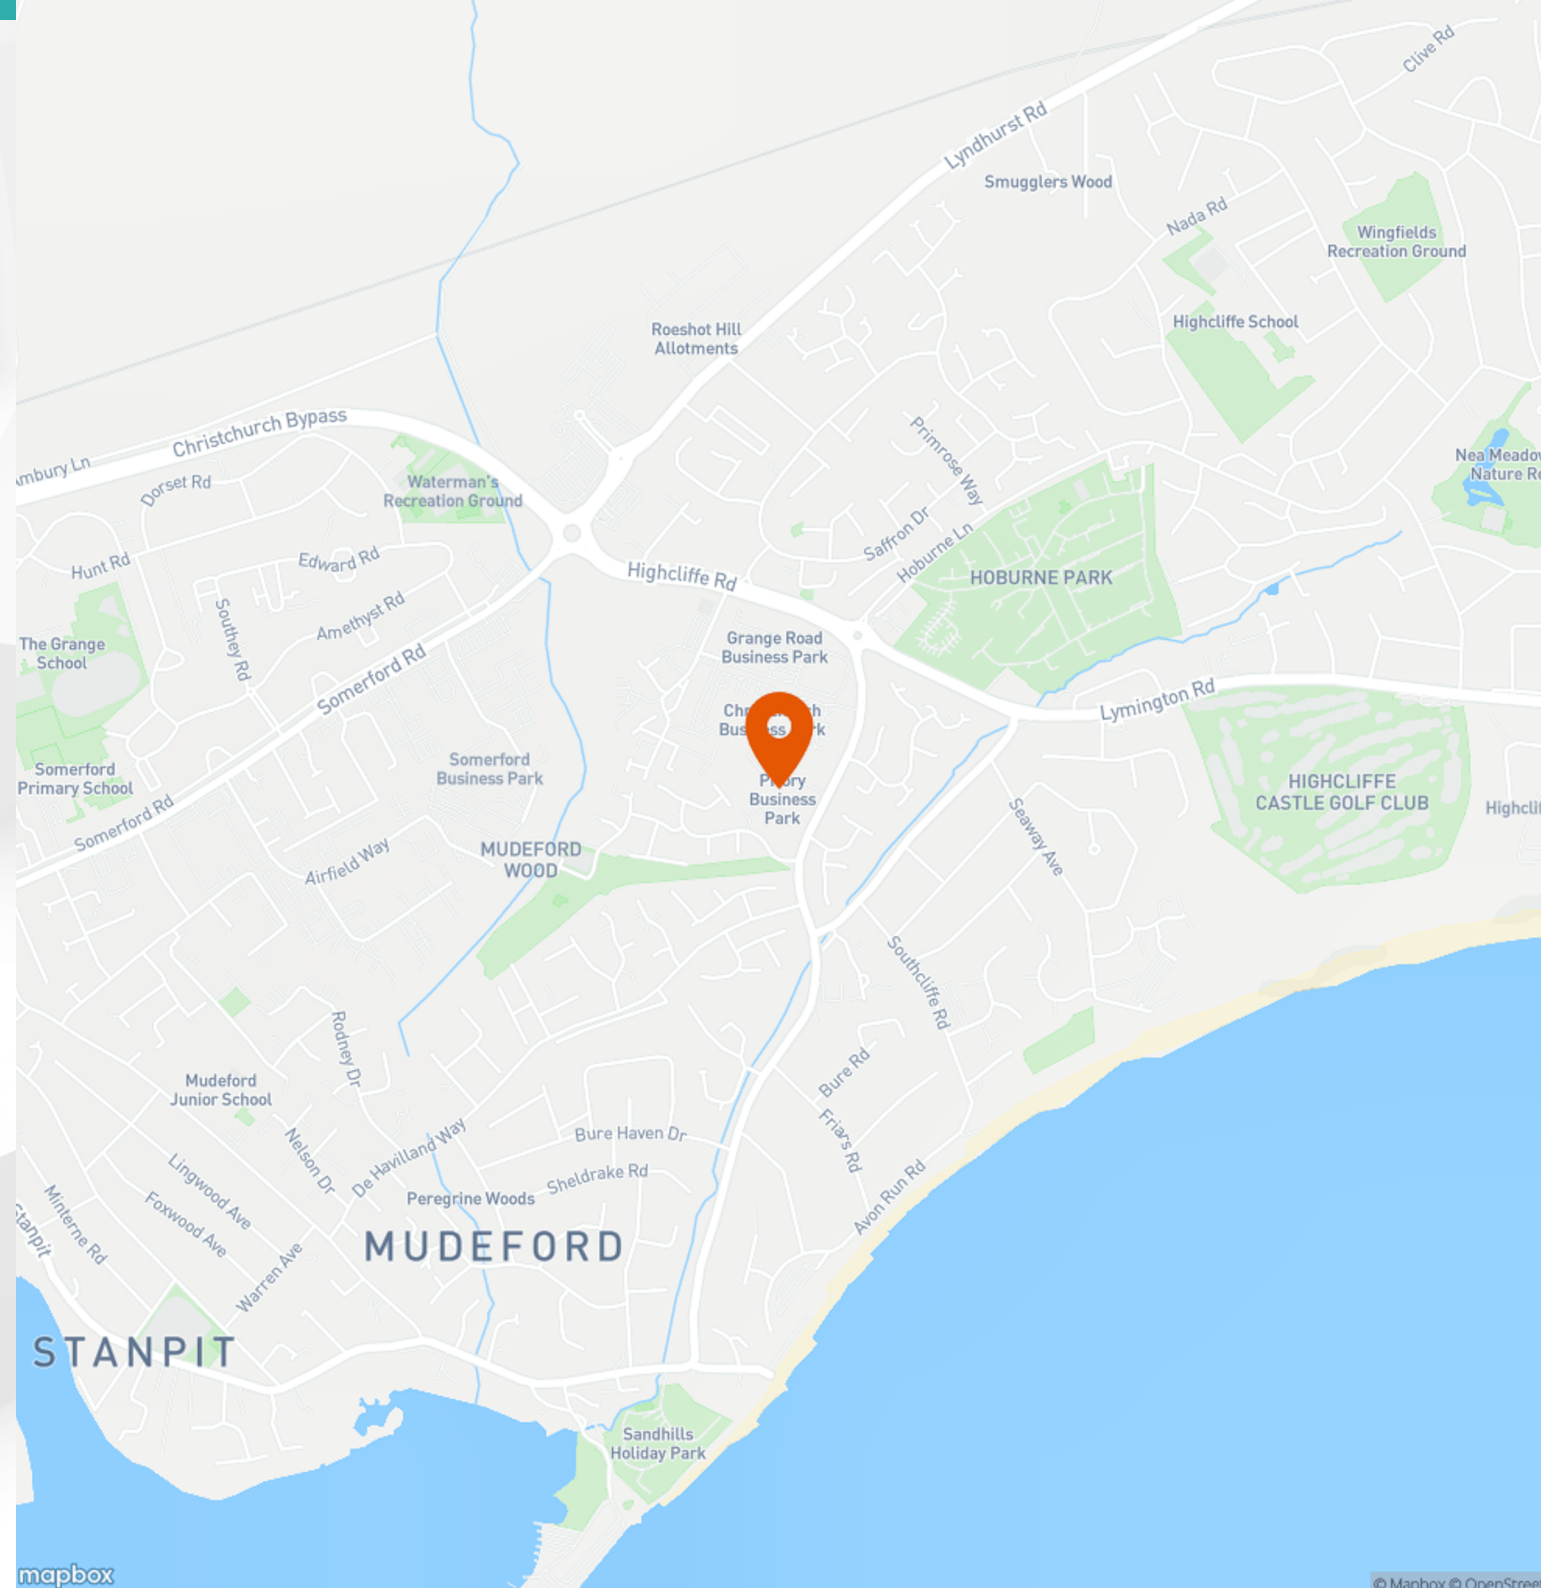 Clive Rd
Lyndhurst Rd
Smugglers Wood
Nada Rd
Wingfields
Recreation Ground
Roeshot Hill
Allotments
Highcliffe School
Christchurch Bypass
Primrose Way
Dorset Rd
Waterman's
Recreation Ground
Saffron Dr
Hoburne Ln
Hunt Rd
Edward Rd
Highcliffe Rd
HOBURNE PARK
Southey Rd
Amethyst Rd
The Grange
School
Grange Road
Business Park
Somerford Rd
Lymington Rd
Somerford
Business Park
Somerford
Primary School
Business
Park
HIGHCLIFFE
CASTLE GOLF CLUB
Somerford Rd
Seaway Ave
MUDEFORD
WOOD
Airfield Way
Southcliffe Rd
Rodney Dr
Bure Rd
Mudeford
Junior School
Friars Rd
Nelson Dr
De Havilland Way
Bure Haven Dr
Lingwood Ave
Sheldrake Rd
Avon Run Rd
Minterne Rd
Foxwood Ave
Peregrine Woods
Stanpit
Warren Ave
MUDEFORD
STANPIT
Sandhills
Holiday Park
mapbox
© Mapbox ©